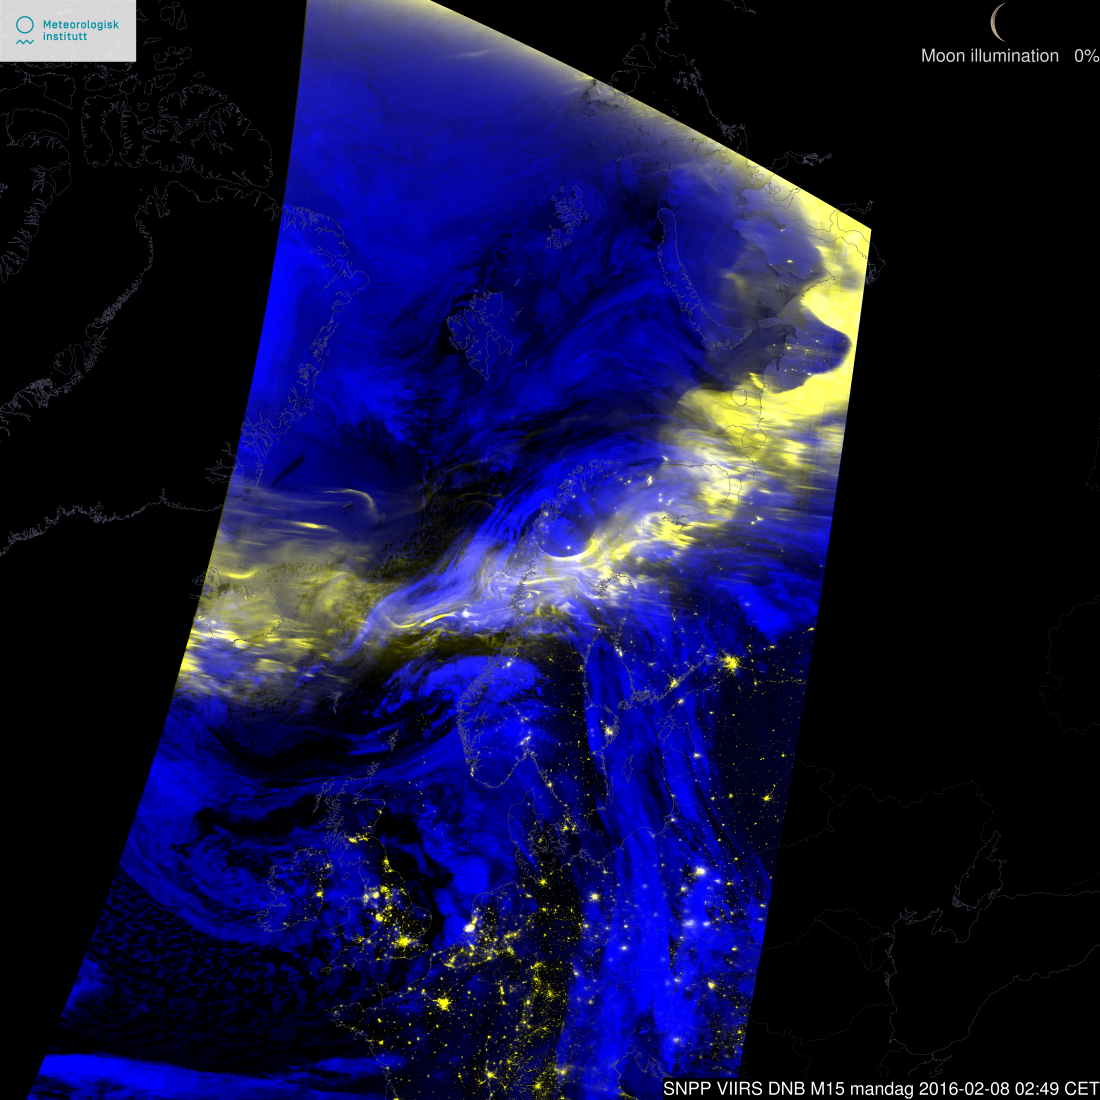 Meteorologisk
institutt
Moon illumination 0%
SNPP VIIRS DNB M15 mandag 2016-02-08 02:49 CET